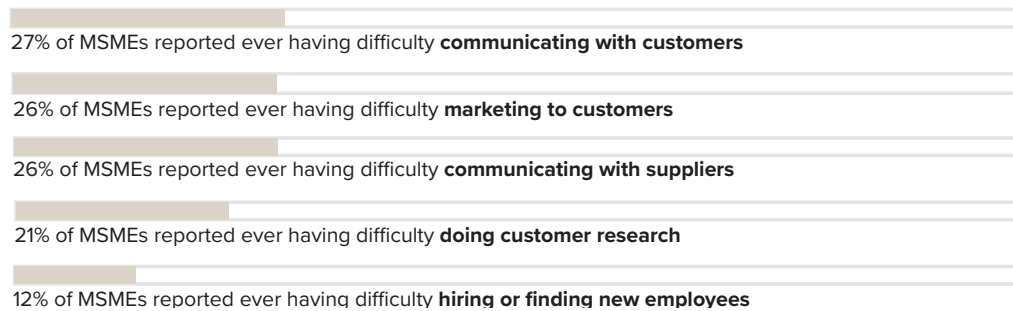 27% of MSMEs reported ever having difficulty communicating with customers
26% of MSMEs reported ever having difficulty marketing to customers
26% of MSMEs reported ever having difficulty communicating with suppliers
21% of MSMEs reported ever having difficulty doing customer research
12% of MSMEs reported ever having difficulty hiring or finding new employees